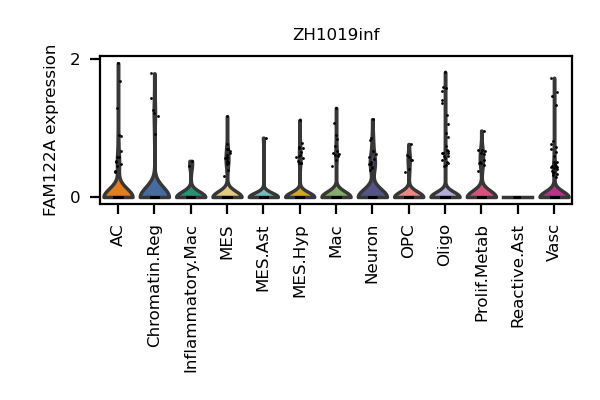 ZH1019inf
FAM122A expression
2
0
AC
Chromatin.Reg
Inflammatory.Mac
MES
MES.Ast
MES.Hyp
Mac
Neuron
OPC
Oligo
Prolif.Metab
Reactive.Ast
Vasc